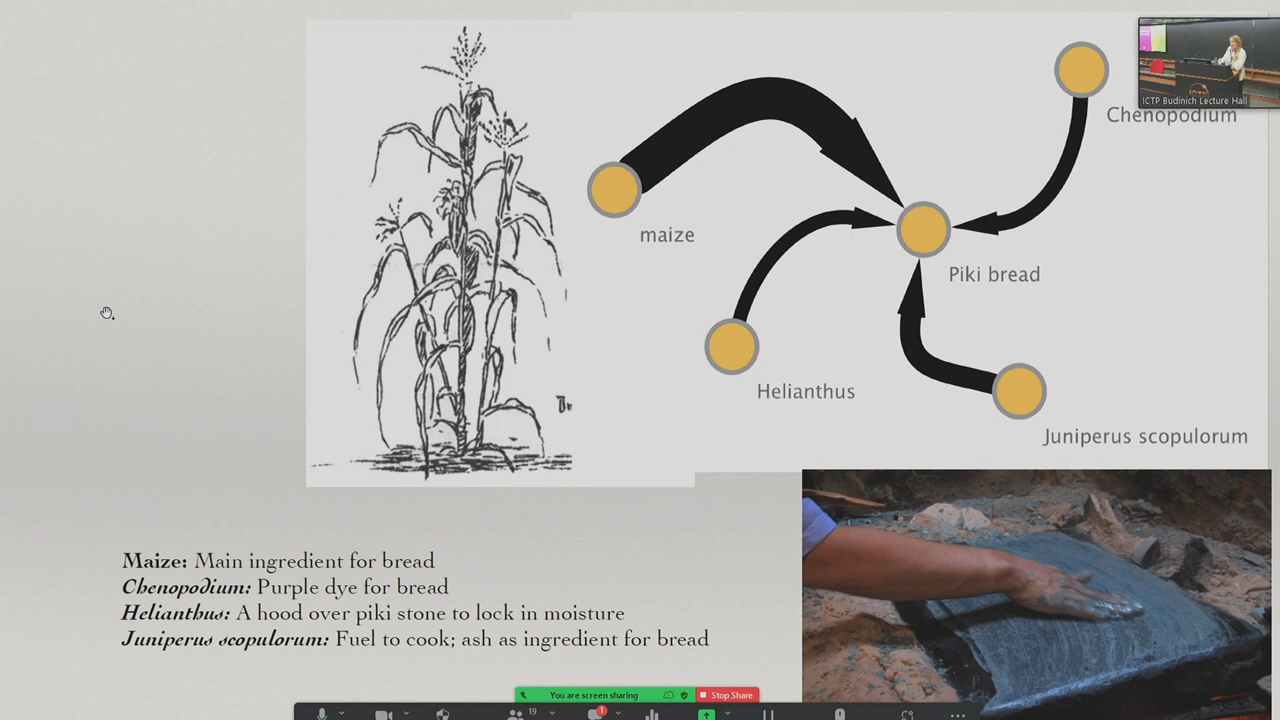 ICTP Budinich Lecture Hall
Chenopodium
maize
Piki bread
Helianthus
Juniperus scopulorum
Maize: Main ingredient for bread
Chenopodium: Purple dye for bread
Helianthus: A hood over piki stone to lock in moisture
Juniperus scopulorum: Fuel to cook; ash as ingredient for bread
You are screen sharing
Stop Share
19
1